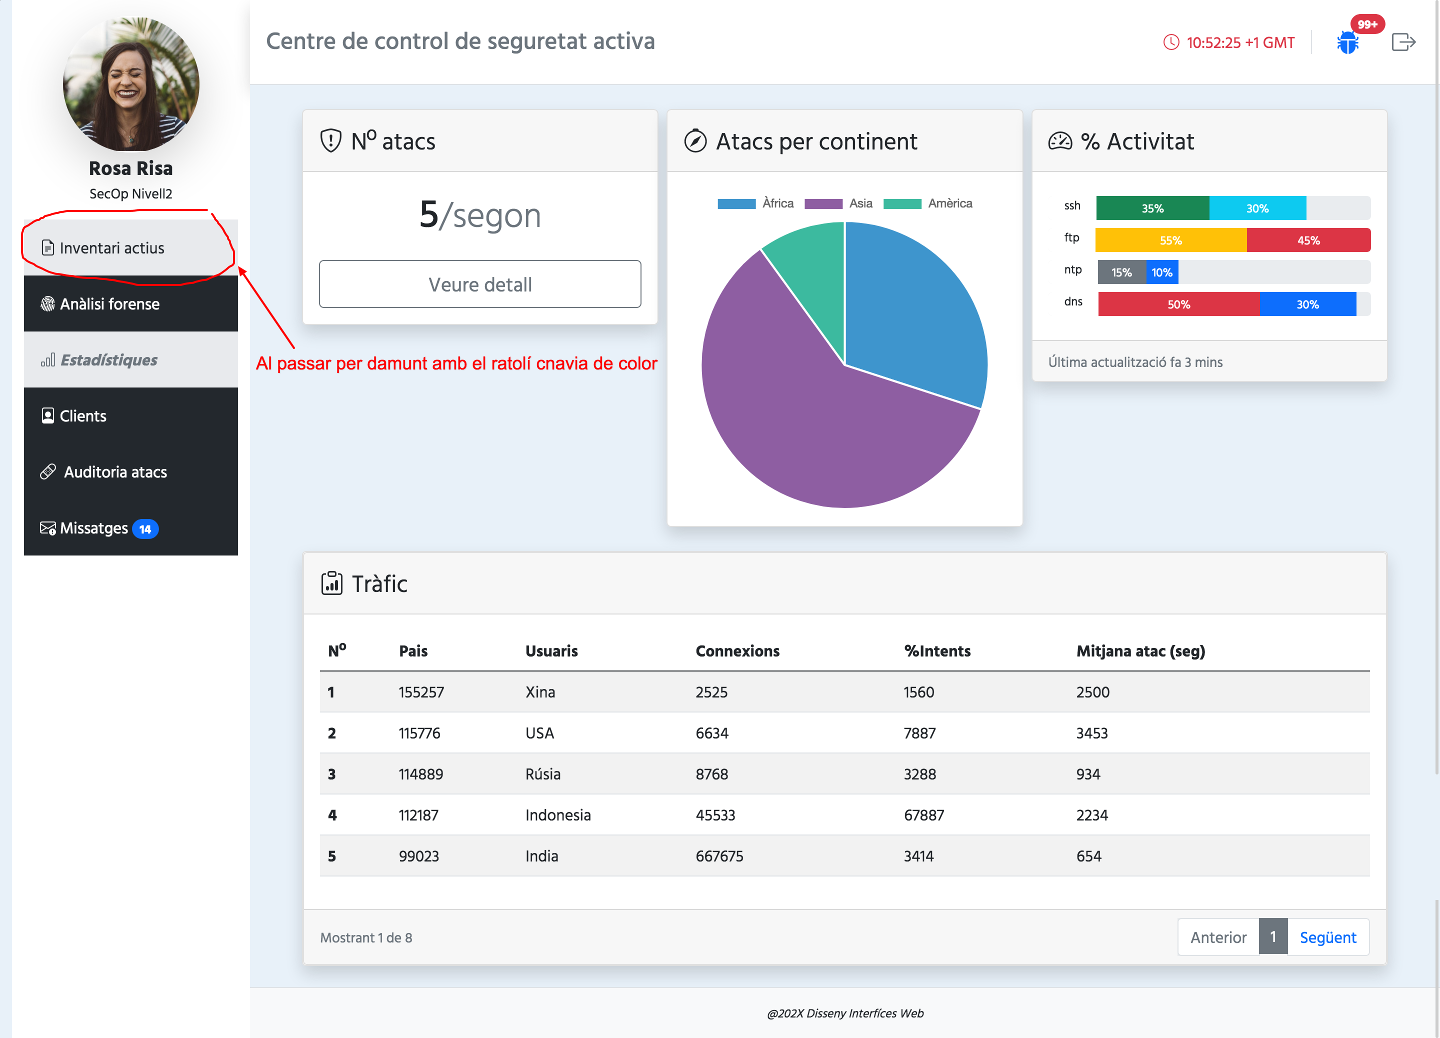 Centre de control de seguretat activa
10:52:25 +1 GMT
99+
Rosa Risa
SecOp Nivell2
Inventari actius
Anàlisi forense
Estadístiques
Clients
Auditoria atacs
Missatges 14
Al passar per damunt amb el ratolí cnavia de color
Nº atacs
5/segon
Veure detall
Atacs per continent
Àfrica Asia Amèrica
% Activitat
ssh 35% 30%
ftp 55% 45%
ntp 15% 10%
dns 50% 30%
Última actualització fa 3 mins
Tràfic
Nº Pais Usuaris Connexions %Intents Mitjana atac (seg)
1 155257 Xina 2525 1560 2500
2 115776 USA 6634 7887 3453
3 114889 Rúsia 8768 3288 934
4 112187 Indonesia 45533 67887 2234
5 99023 India 667675 3414 654
Mostrant 1 de 8
Anterior 1 Següent
@202X Disseny Interfíces Web